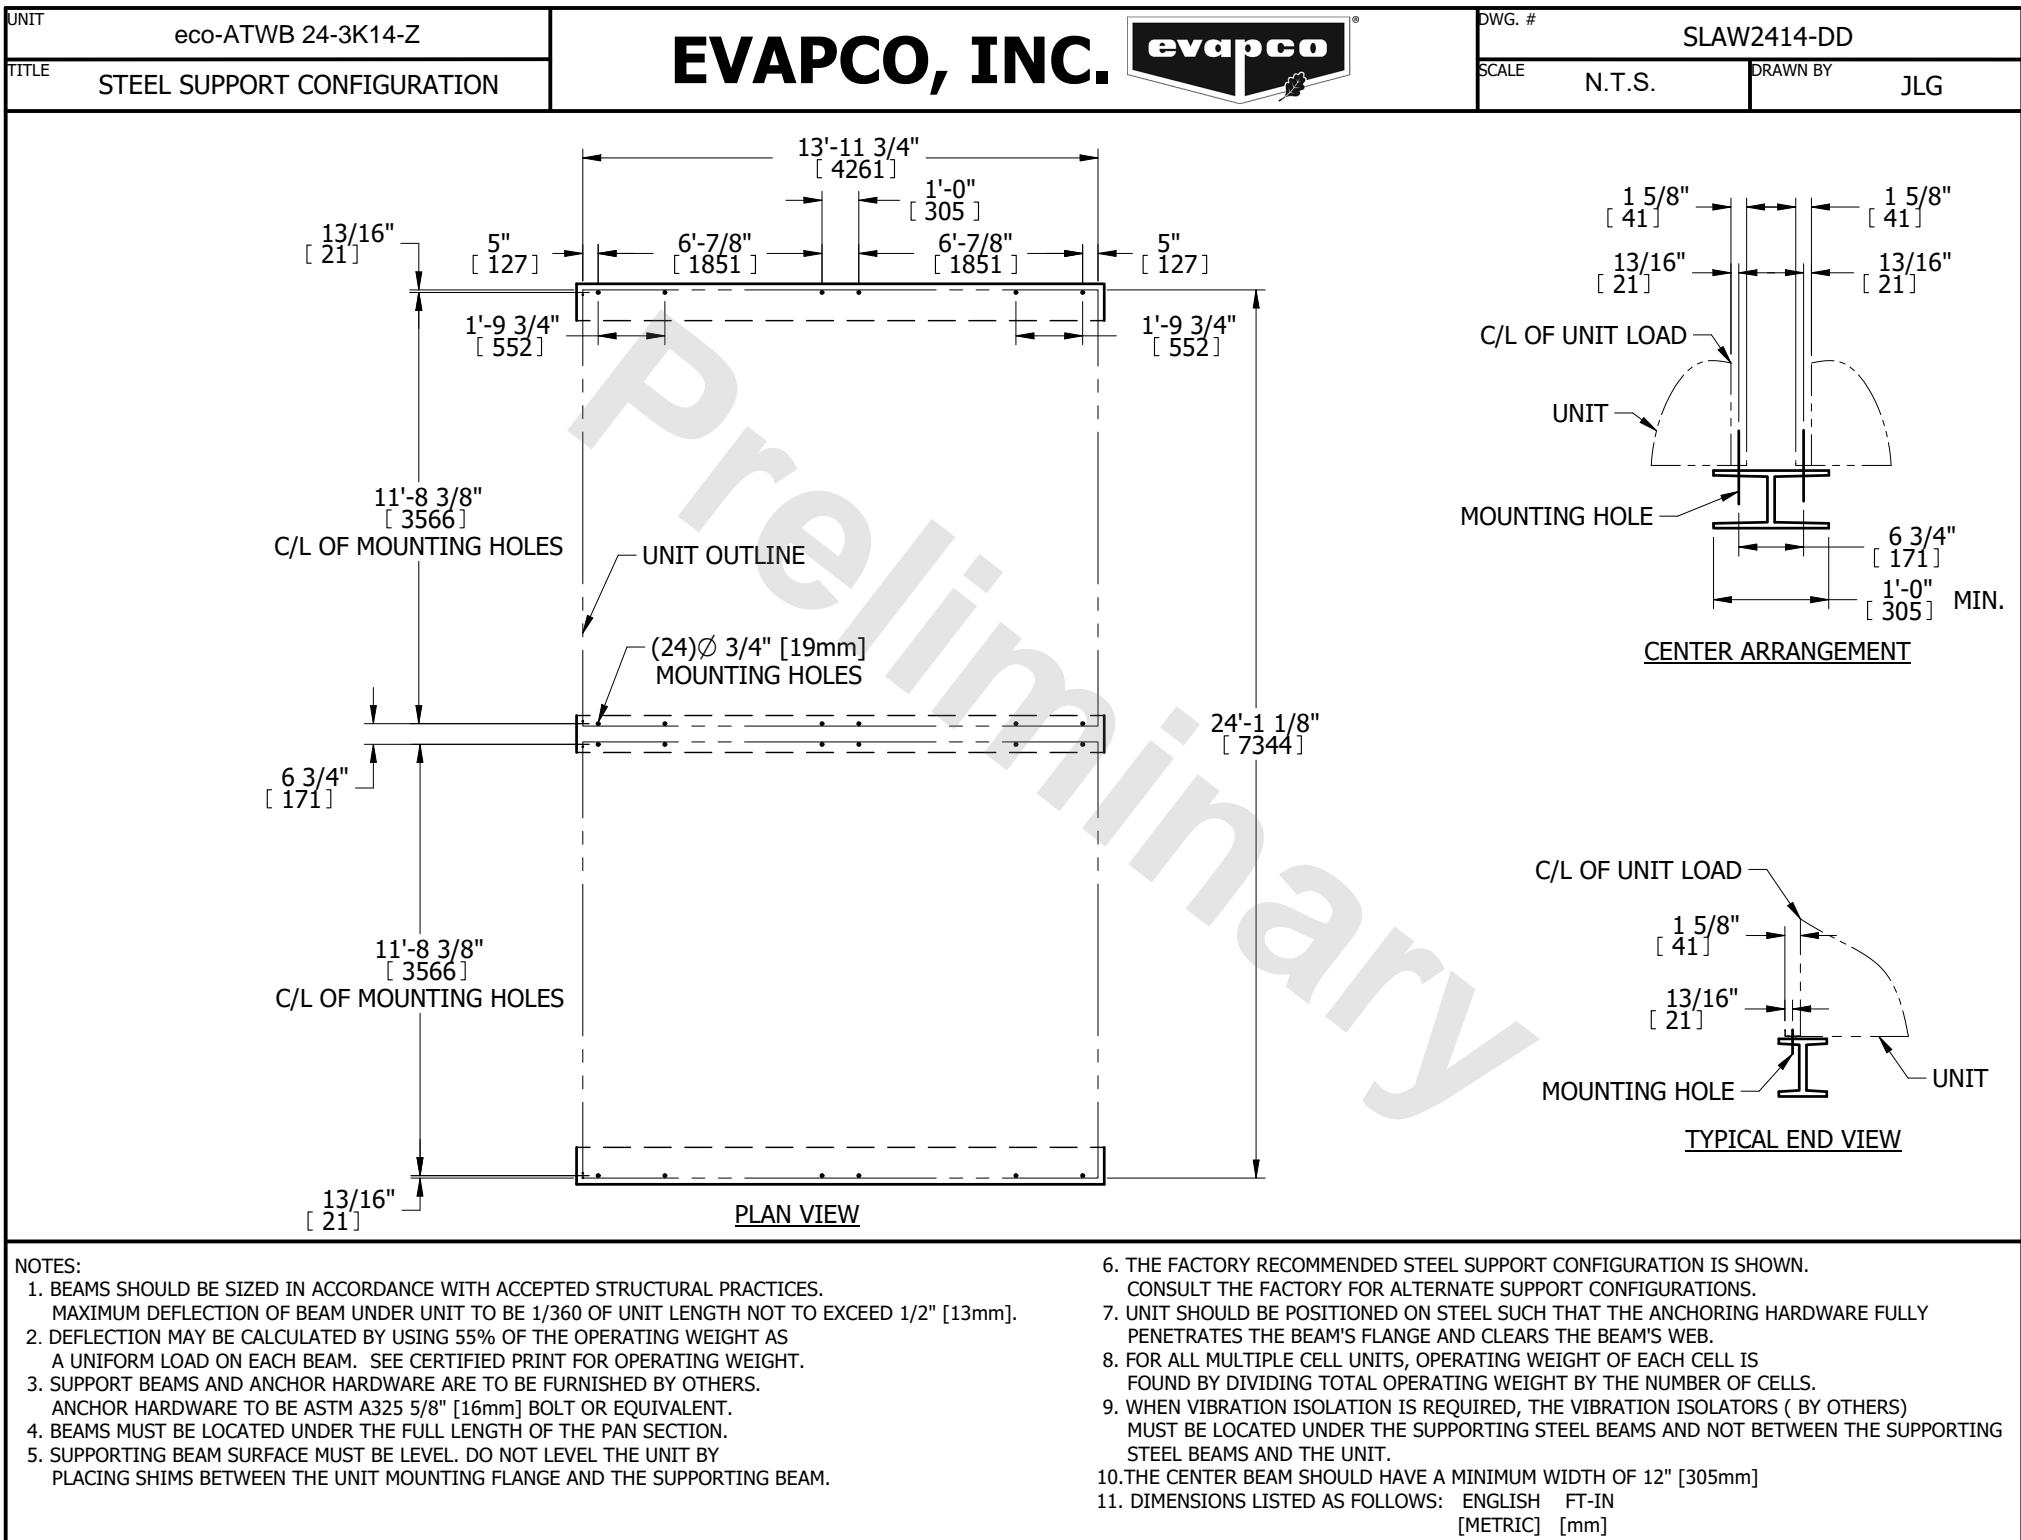 UNIT
eco-ATWB 24-3K14-Z
TITLE
STEEL SUPPORT CONFIGURATION
EVAPCO, INC.
evapco
®
DWG. #
SLAW2414-DD
SCALE
N.T.S.
DRAWN BY
JLG
13'-11 3/4"
[ 4261 ]
1'-0"
[ 305 ]
13/16"
[ 21 ]
5"
[ 127 ]
6'-7/8"
[ 1851 ]
6'-7/8"
[ 1851 ]
5"
[ 127 ]
1'-9 3/4"
[ 552 ]
1'-9 3/4"
[ 552 ]
11'-8 3/8"
[ 3566 ]
C/L OF MOUNTING HOLES
UNIT OUTLINE
(24)∅ 3/4" [19mm]
MOUNTING HOLES
24'-1 1/8"
[ 7344 ]
6 3/4"
[ 171 ]
11'-8 3/8"
[ 3566 ]
C/L OF MOUNTING HOLES
13/16"
[ 21 ]
PLAN VIEW
Preliminary
1 5/8"
[ 41 ]
1 5/8"
[ 41 ]
13/16"
[ 21 ]
13/16"
[ 21 ]
C/L OF UNIT LOAD
UNIT
MOUNTING HOLE
6 3/4"
[ 171 ]
1'-0"
[ 305 ] MIN.
CENTER ARRANGEMENT
C/L OF UNIT LOAD
1 5/8"
[ 41 ]
13/16"
[ 21 ]
MOUNTING HOLE
UNIT
TYPICAL END VIEW
NOTES:
1. BEAMS SHOULD BE SIZED IN ACCORDANCE WITH ACCEPTED STRUCTURAL PRACTICES.
MAXIMUM DEFLECTION OF BEAM UNDER UNIT TO BE 1/360 OF UNIT LENGTH NOT TO EXCEED 1/2" [13mm].
2. DEFLECTION MAY BE CALCULATED BY USING 55% OF THE OPERATING WEIGHT AS
A UNIFORM LOAD ON EACH BEAM. SEE CERTIFIED PRINT FOR OPERATING WEIGHT.
3. SUPPORT BEAMS AND ANCHOR HARDWARE ARE TO BE FURNISHED BY OTHERS.
ANCHOR HARDWARE TO BE ASTM A325 5/8" [16mm] BOLT OR EQUIVALENT.
4. BEAMS MUST BE LOCATED UNDER THE FULL LENGTH OF THE PAN SECTION.
5. SUPPORTING BEAM SURFACE MUST BE LEVEL. DO NOT LEVEL THE UNIT BY
PLACING SHIMS BETWEEN THE UNIT MOUNTING FLANGE AND THE SUPPORTING BEAM.
6. THE FACTORY RECOMMENDED STEEL SUPPORT CONFIGURATION IS SHOWN.
CONSULT THE FACTORY FOR ALTERNATE SUPPORT CONFIGURATIONS.
7. UNIT SHOULD BE POSITIONED ON STEEL SUCH THAT THE ANCHORING HARDWARE FULLY
PENETRATES THE BEAM'S FLANGE AND CLEARS THE BEAM'S WEB.
8. FOR ALL MULTIPLE CELL UNITS, OPERATING WEIGHT OF EACH CELL IS
FOUND BY DIVIDING TOTAL OPERATING WEIGHT BY THE NUMBER OF CELLS.
9. WHEN VIBRATION ISOLATION IS REQUIRED, THE VIBRATION ISOLATORS ( BY OTHERS)
MUST BE LOCATED UNDER THE SUPPORTING STEEL BEAMS AND NOT BETWEEN THE SUPPORTING
STEEL BEAMS AND THE UNIT.
10.THE CENTER BEAM SHOULD HAVE A MINIMUM WIDTH OF 12" [305mm]
11. DIMENSIONS LISTED AS FOLLOWS: ENGLISH FT-IN
[METRIC] [mm]